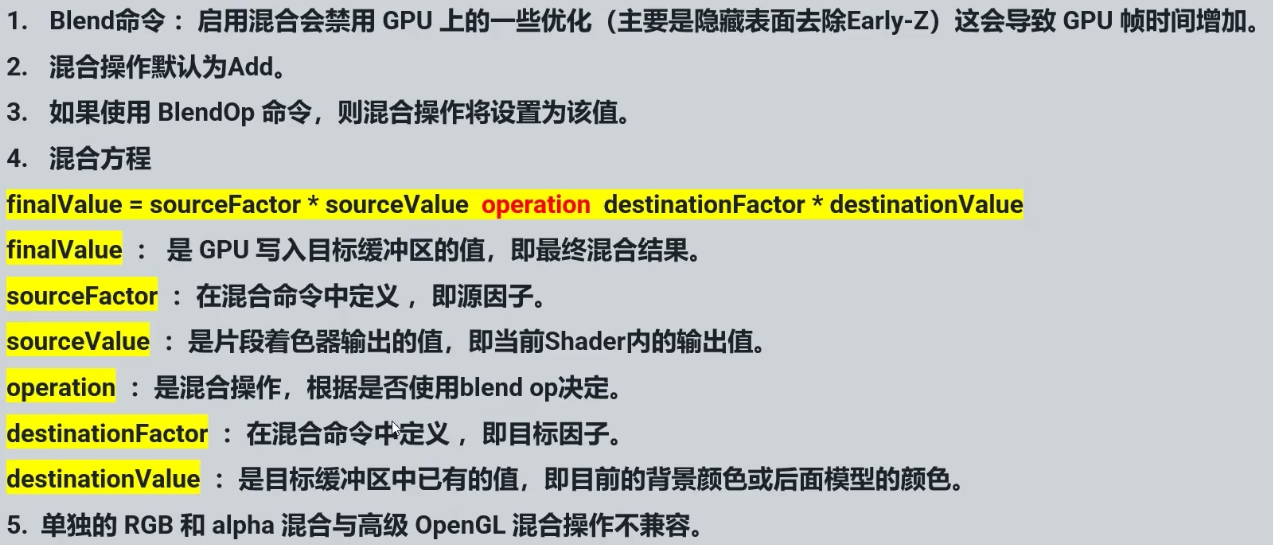 1. Blend命令 ： 启用混合会禁用 GPU 上的一些优化（主要是隐藏表面去除Early-Z）这会导致 GPU 帧时间增加。
2. 混合操作默认为Add。
3. 如果使用 BlendOp 命令，则混合操作将设置为该值。
4. 混合方程
finalValue = sourceFactor * sourceValue operation destinationFactor * destinationValue
finalValue ： 是 GPU 写入目标缓冲区的值，即最终混合结果。
sourceFactor ：在混合命令中定义 ，即源因子。
sourceValue ：是片段着色器输出的值，即当前Shader内的输出值。
operation ：是混合操作，根据是否使用blend op决定。
destinationFactor ：在混合命令中定义 ，即目标因子。
destinationValue ：是目标缓冲区中已有的值，即目前的背景颜色或后面模型的颜色。
5. 单独的 RGB 和 alpha 混合与高级 OpenGL 混合操作不兼容。